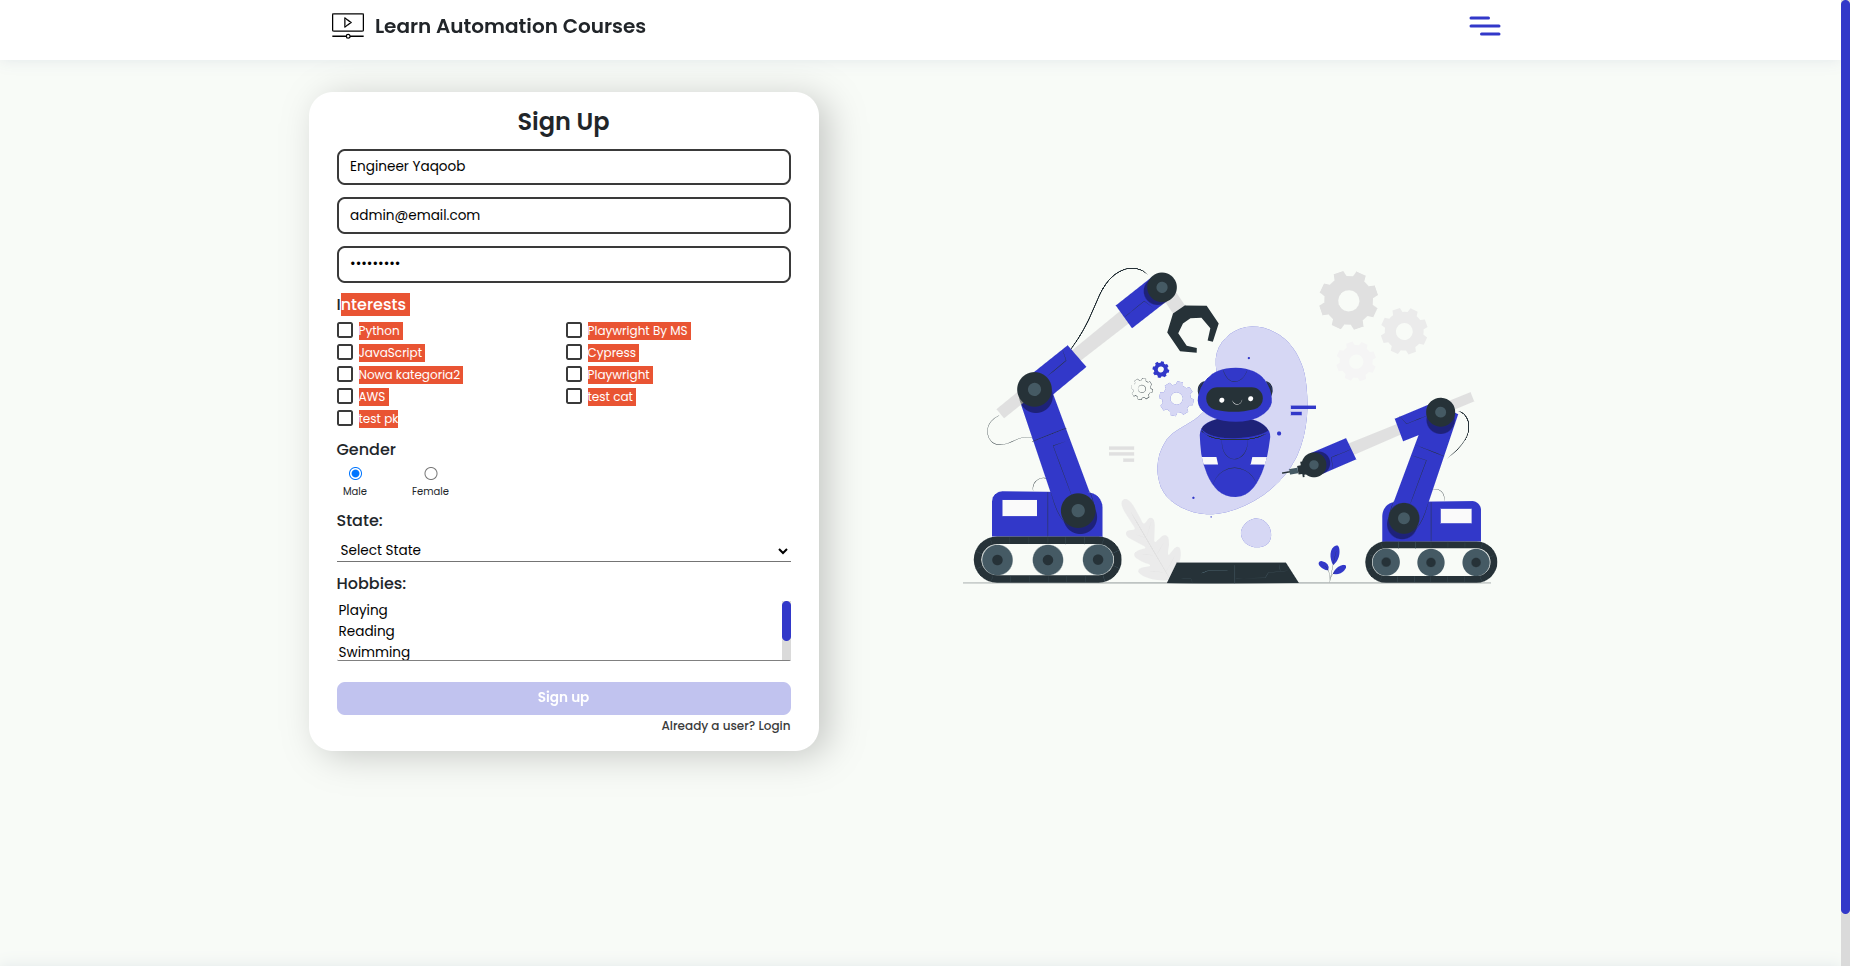 Learn Automation Courses
Sign Up
Engineer Yaqoob
admin@email.com
•••••••••
Interests
Python
Playwright By MS
JavaScript
Cypress
Nowa kategoria2
Playwright
AWS
test cat
test pk
Gender
Male
Female
State:
Select State
Hobbies:
Playing
Reading
Swimming
Sign up
Already a user? Login